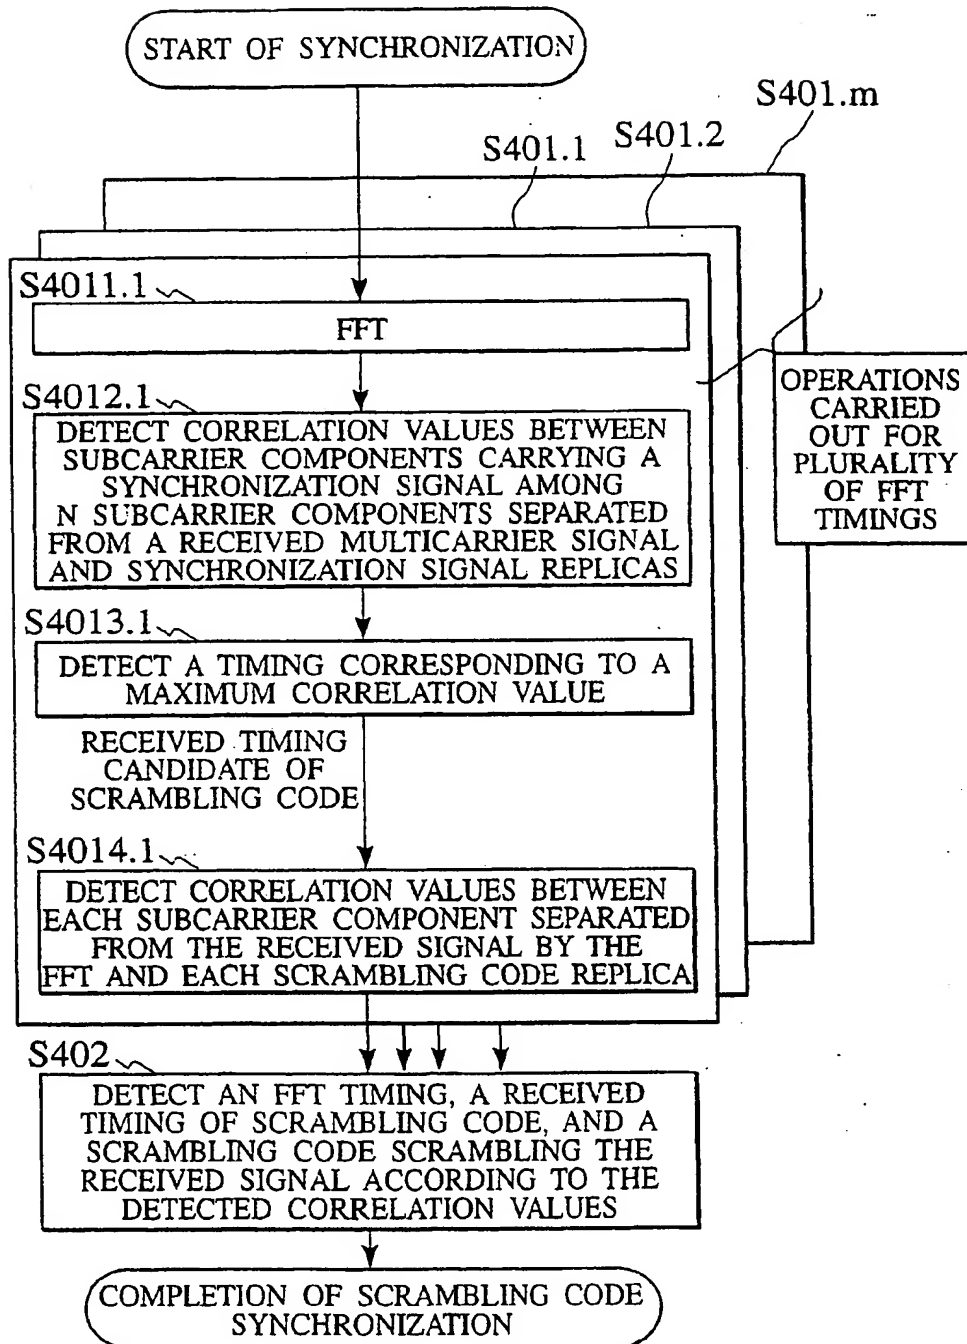 START OF SYNCHRONIZATION
S401.m
S401.2
S401.1
S4011.1
FFT
S4012.1
DETECT CORRELATION VALUES BETWEEN
SUBCARRIER COMPONENTS CARRYING A
SYNCHRONIZATION SIGNAL AMONG
N SUBCARRIER COMPONENTS SEPARATED
FROM A RECEIVED MULTICARRIER SIGNAL
AND SYNCHRONIZATION SIGNAL REPLICAS
OPERATIONS
CARRIED
OUT FOR
PLURALITY
OF FFT
TIMINGS
S4013.1
DETECT A TIMING CORRESPONDING TO A
MAXIMUM CORRELATION VALUE
RECEIVED TIMING
CANDIDATE OF
SCRAMBLING CODE
S4014.1
DETECT CORRELATION VALUES BETWEEN
EACH SUBCARRIER COMPONENT SEPARATED
FROM THE RECEIVED SIGNAL BY THE
FFT AND EACH SCRAMBLING CODE REPLICA
S402
DETECT AN FFT TIMING, A RECEIVED
TIMING OF SCRAMBLING CODE, AND A
SCRAMBLING CODE SCRAMBLING THE
RECEIVED SIGNAL ACCORDING TO THE
DETECTED CORRELATION VALUES
COMPLETION OF SCRAMBLING CODE
SYNCHRONIZATION